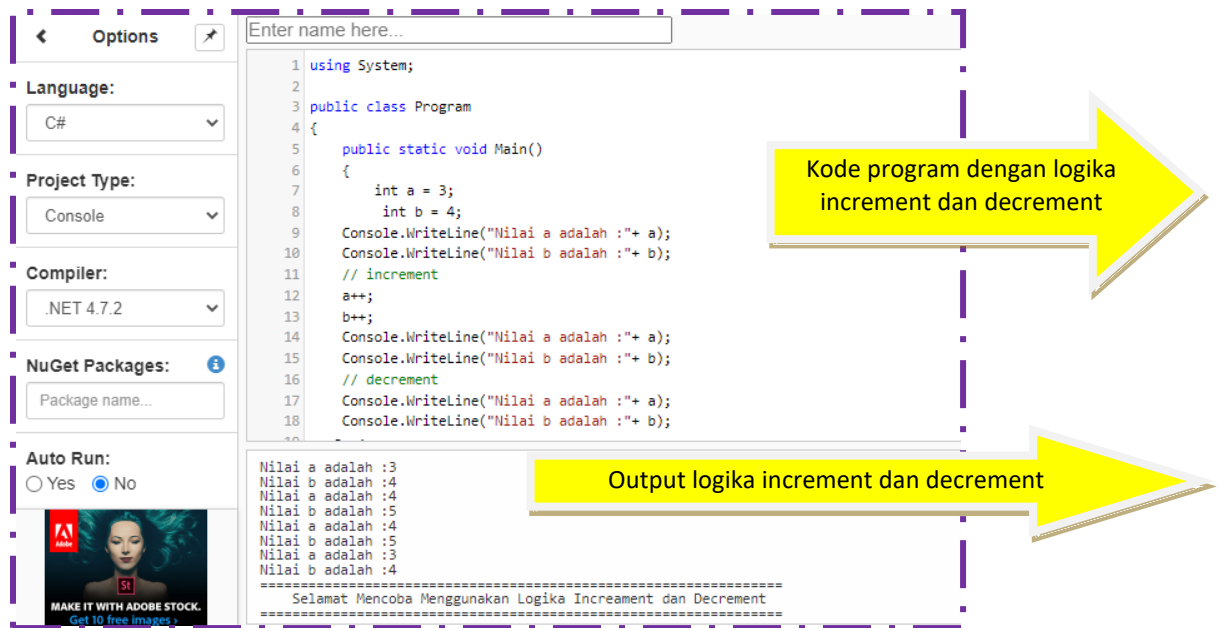 Options
Enter name here...
Language:
C#
Project Type:
Console
Compiler:
.NET 4.7.2
NuGet Packages:
Package name...
Auto Run:
Yes No
Adobe
St
MAKE IT WITH ADOBE STOCK.
Get 10 free images ›
1 using System;
2
3 public class Program
4 {
5 public static void Main()
6 {
7 int a = 3;
8 int b = 4;
9 Console.WriteLine("Nilai a adalah :"+ a);
10 Console.WriteLine("Nilai b adalah :"+ b);
11 // increment
12 a++;
13 b++;
14 Console.WriteLine("Nilai a adalah :"+ a);
15 Console.WriteLine("Nilai b adalah :"+ b);
16 // decrement
17 Console.WriteLine("Nilai a adalah :"+ a);
18 Console.WriteLine("Nilai b adalah :"+ b);
Kode program dengan logika
increment dan decrement
Nilai a adalah :3
Nilai b adalah :4
Nilai a adalah :4
Nilai b adalah :5
Nilai a adalah :4
Nilai b adalah :5
Nilai a adalah :3
Nilai b adalah :4
=================================================================
Selamat Mencoba Menggunakan Logika Increament dan Decrement
=================================================================
Output logika increment dan decrement